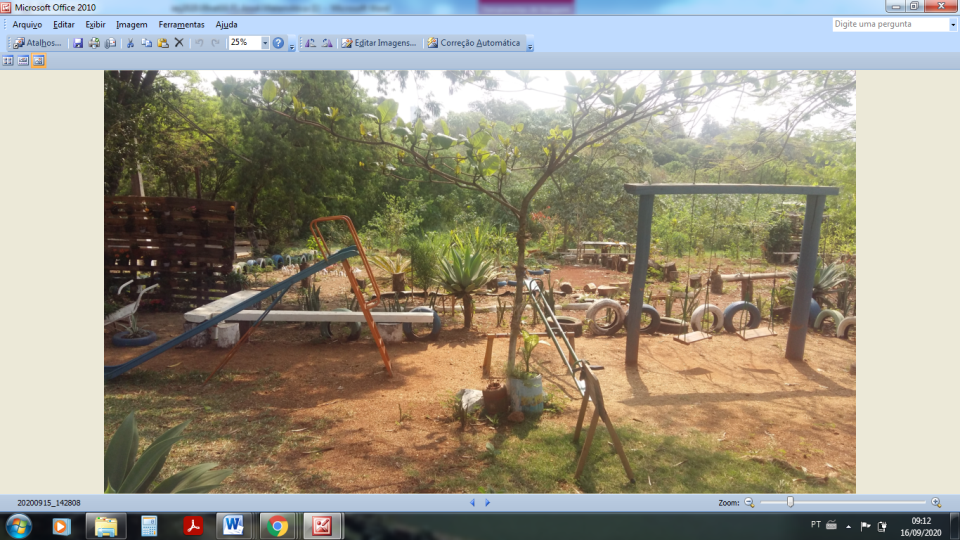 Microsoft Office 2010
Arquivo Editar Exibir Imagem Ferramentas Ajuda
Digite uma pergunta
Atalhos... 25% Editar Imagens... Correção Automática
20200915_142808
Zoom:
PT
09:12
16/09/2020